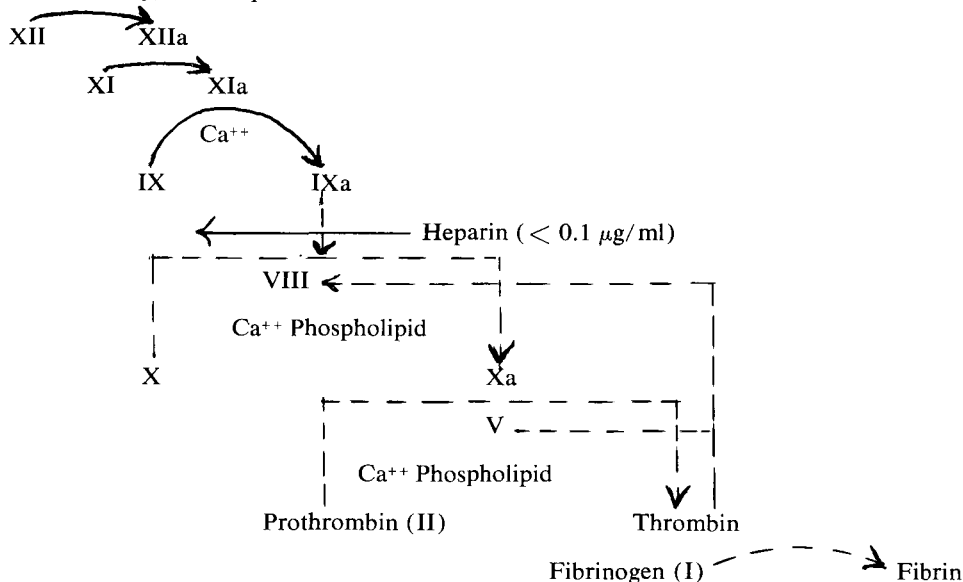 XII XIIa
XI XIa
Ca++
IX IXa
Heparin (< 0.1 μg/ml)
VIII
Ca++ Phospholipid
X Xa
V
Ca++ Phospholipid
Prothrombin (II) Thrombin
Fibrinogen (I) Fibrin